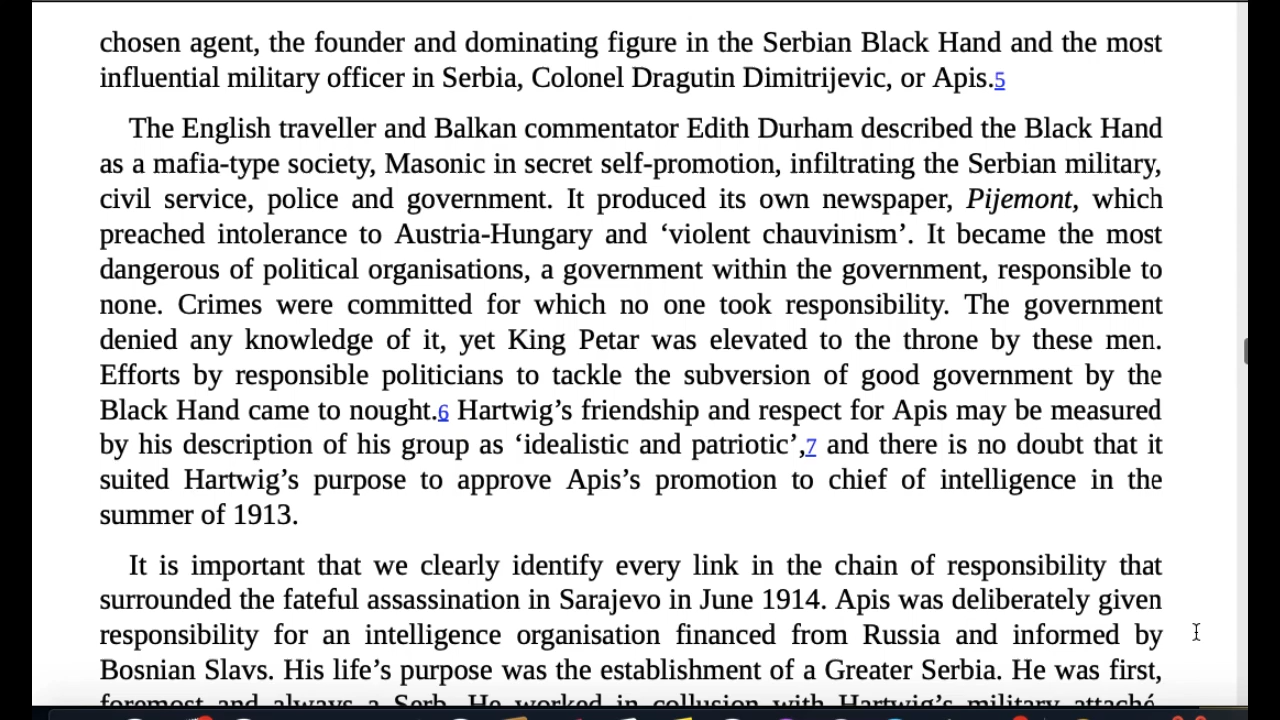 chosen agent, the founder and dominating figure in the Serbian Black Hand and the most
influential military officer in Serbia, Colonel Dragutin Dimitrijevic, or Apis.5
The English traveller and Balkan commentator Edith Durham described the Black Hand
as a mafia-type society, Masonic in secret self-promotion, infiltrating the Serbian military,
civil service, police and government. It produced its own newspaper, Pijemont, which
preached intolerance to Austria-Hungary and ‘violent chauvinism’. It became the most
dangerous of political organisations, a government within the government, responsible to
none. Crimes were committed for which no one took responsibility. The government
denied any knowledge of it, yet King Petar was elevated to the throne by these men.
Efforts by responsible politicians to tackle the subversion of good government by the
Black Hand came to nought.6 Hartwig’s friendship and respect for Apis may be measured
by his description of his group as ‘idealistic and patriotic’,7 and there is no doubt that it
suited Hartwig’s purpose to approve Apis’s promotion to chief of intelligence in the
summer of 1913.
It is important that we clearly identify every link in the chain of responsibility that
surrounded the fateful assassination in Sarajevo in June 1914. Apis was deliberately given
responsibility for an intelligence organisation financed from Russia and informed by
Bosnian Slavs. His life’s purpose was the establishment of a Greater Serbia. He was first,
foremost and always a Serb. He worked in collusion with Hartwig’s military attaché,